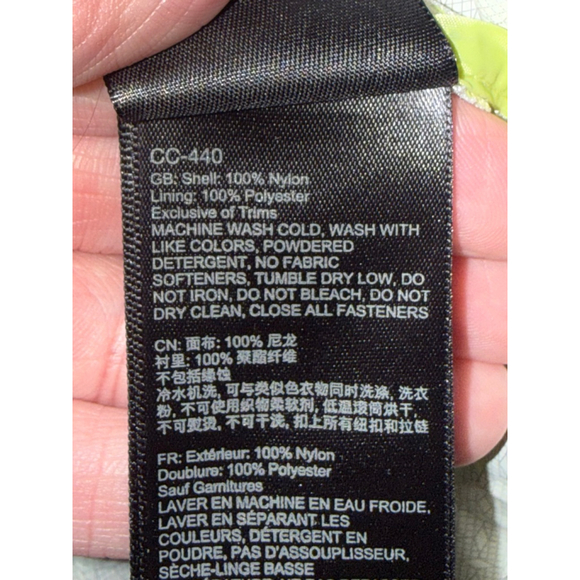 CC-440
GB: Shell: 100% Nylon
Lining: 100% Polyester
Exclusive of Trims
MACHINE WASH COLD, WASH WITH
LIKE COLORS, POWDERED
DETERGENT, NO FABRIC
SOFTENERS, TUMBLE DRY LOW, DO
NOT IRON, DO NOT BLEACH, DO NOT
DRY CLEAN, CLOSE ALL FASTENERS
CN: 面布: 100% 尼龙
衬里: 100% 聚酯纤维
不包括缘蚀
冷水机洗, 可与类似色衣物同时洗涤, 洗衣
粉, 不可使用织物柔软剂, 低温滚筒烘干,
不可熨烫, 不可干洗, 扣上所有纽扣和拉链
FR: Extérieur: 100% Nylon
Doublure: 100% Polyester
Sauf Garnitures
LAVER EN MACHINE EN EAU FROIDE,
LAVER EN SÉPARANT LES
COULEURS, DÉTERGENT EN
POUDRE, PAS D'ASSOUPLISSEUR,
SÈCHE-LINGE BASSE